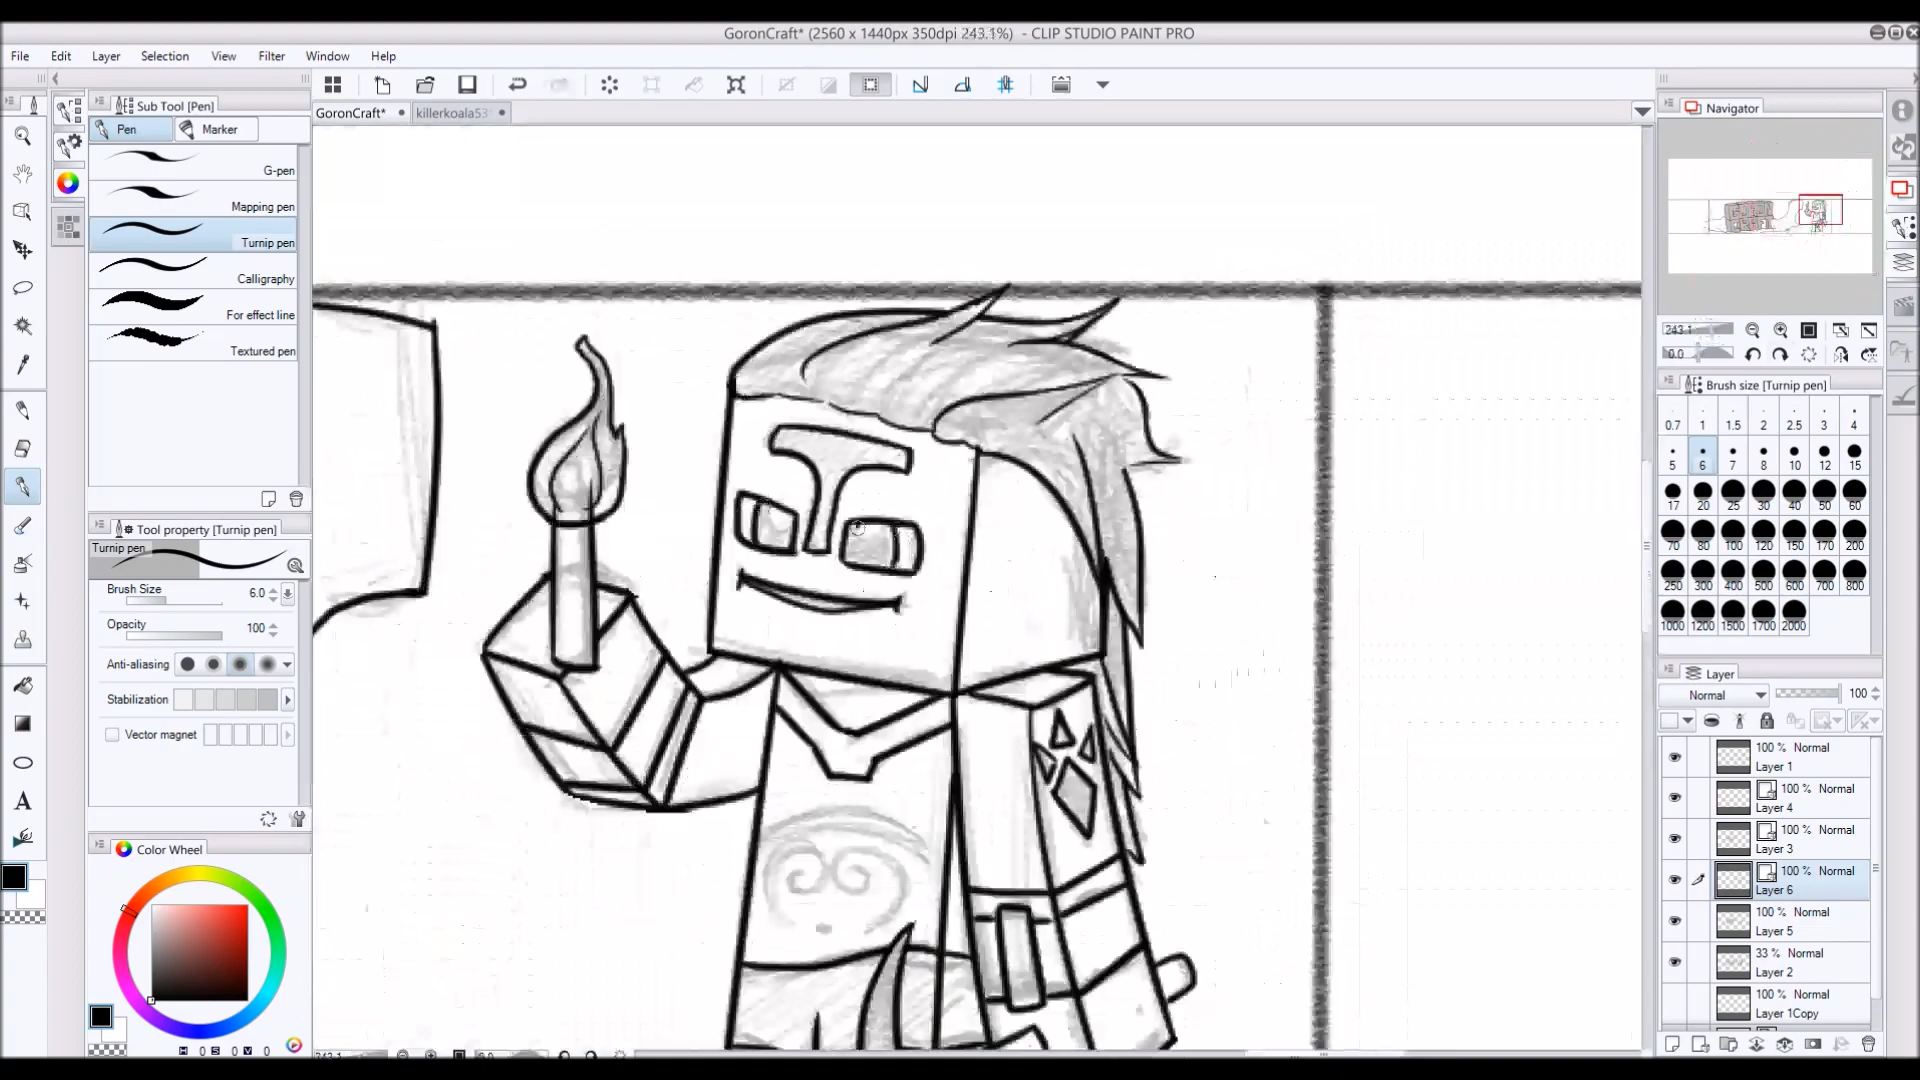 GoronCraft* (2560 x 1440px 350dpi 243.1%) - CLIP STUDIO PAINT PRO
File Edit Layer Selection View Filter Window Help
Sub Tool [Pen]
Pen Marker
G-pen
Mapping pen
Turnip pen
Calligraphy
For effect line
Textured pen
Tool property [Turnip pen]
Turnip pen
Brush Size 6.0
Opacity 100
Anti-aliasing
Stabilization
Vector magnet
Color Wheel
H 0 S 0 V 0
GoronCraft* killerkoala53
Navigator
243.1
0.0
Brush size [Turnip pen]
0.7 1 1.5 2 2.5 3 4
5 6 7 8 10 12 15
17 20 25 30 40 50 60
70 80 100 120 150 170 200
250 300 400 500 600 700 800
1000 1200 1500 1700 2000
Layer
Normal 100
100 % Normal
Layer 1
100 % Normal
Layer 4
100 % Normal
Layer 3
100 % Normal
Layer 6
100 % Normal
Layer 5
33 % Normal
Layer 2
100 % Normal
Layer 1Copy